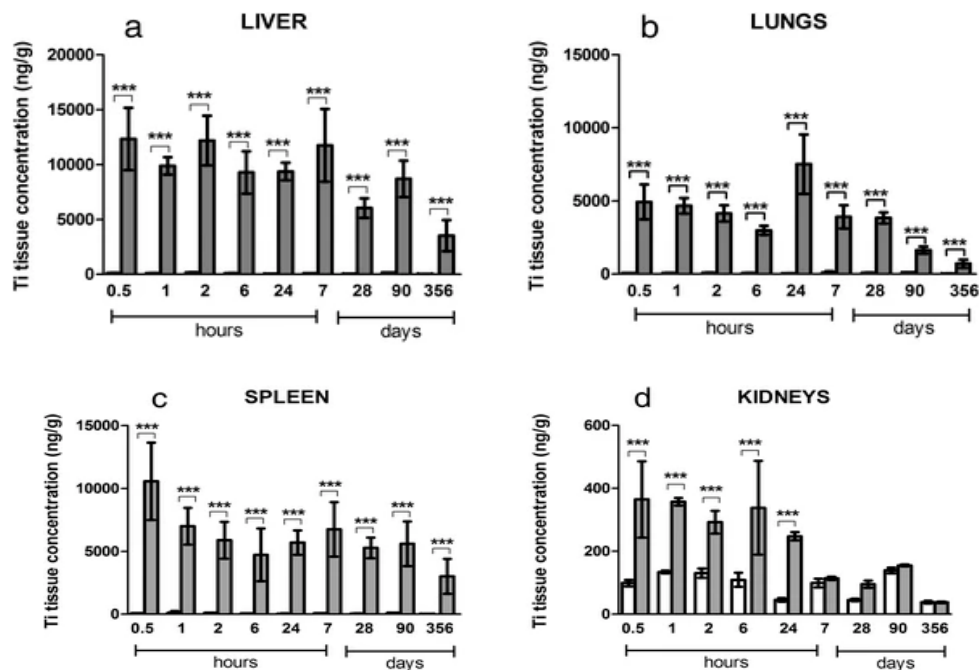 a LIVER
Ti tissue concentration (ng/g)
20000
15000
10000
5000
0
*** *** *** *** *** *** *** *** ***
0.5 1 2 6 24 7 28 90 356
hours days
b LUNGS
Ti tissue concentration (ng/g)
15000
10000
5000
0
*** *** *** *** *** *** *** *** ***
0.5 1 2 6 24 7 28 90 356
hours days
c SPLEEN
Ti tissue concentration (ng/g)
15000
10000
5000
0
*** *** *** *** *** *** *** *** ***
0.5 1 2 6 24 7 28 90 356
hours days
d KIDNEYS
Ti tissue concentration (ng/g)
600
400
200
0
*** *** *** *** ***
0.5 1 2 6 24 7 28 90 356
hours days